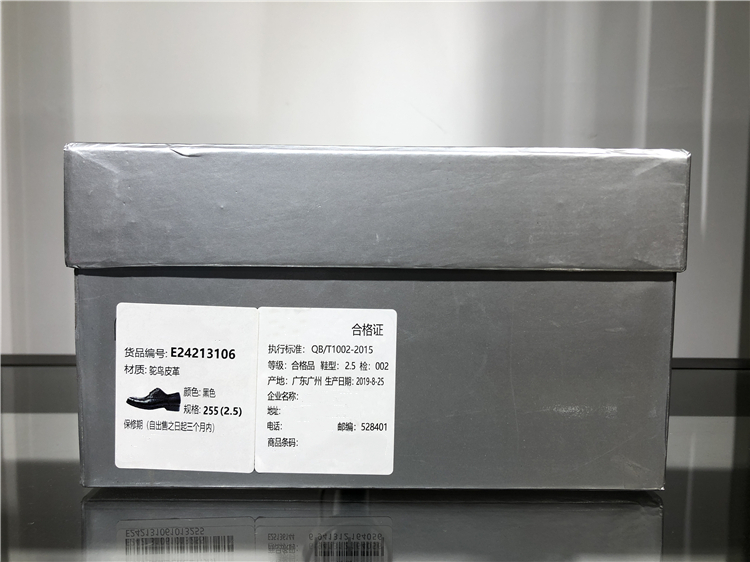 货品编号: E24213106
材质: 鸵鸟皮革
颜色: 黑色
规格: 255 (2.5)
保修期（自出售之日起三个月内）
合格证
执行标准: QB/T1002-2015
等级: 合格品 鞋型: 2.5 检: 002
产地: 广东广州 生产日期: 2019-8-25
企业名称:
地址:
电话: 邮编: 528401
商品条码:
E24213106101325S